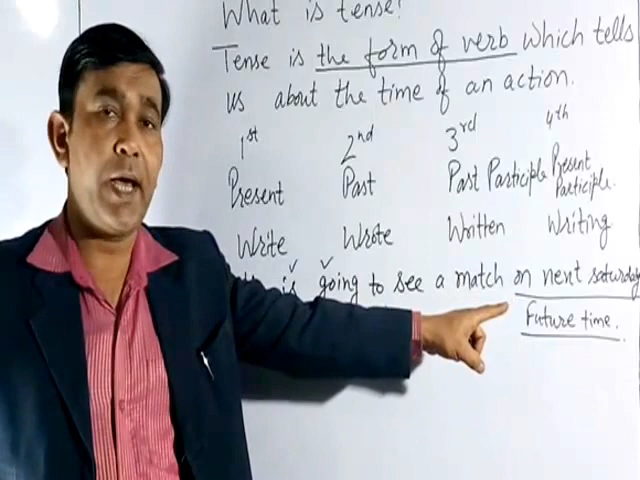 What is tense?
Tense is the form of verb which tells
us about the time of an action.
1st 2nd 3rd 4th
Present Past Past Participle Present Participle.
Write Wrote Written Writing
is going to see a match on next saturday
Future time.